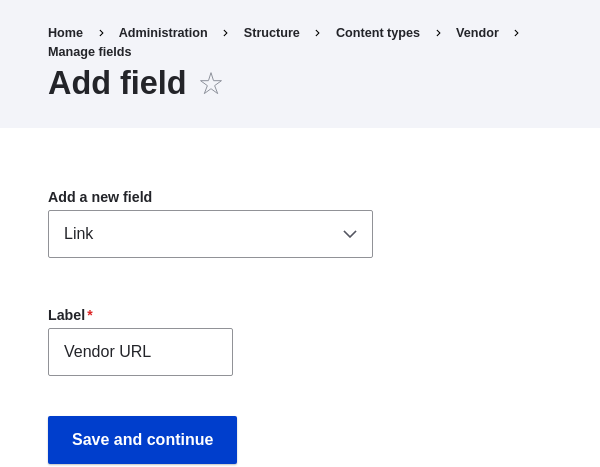 Home > Administration > Structure > Content types > Vendor >
Manage fields
Add field
Add a new field
Link
Label*
Vendor URL
Save and continue